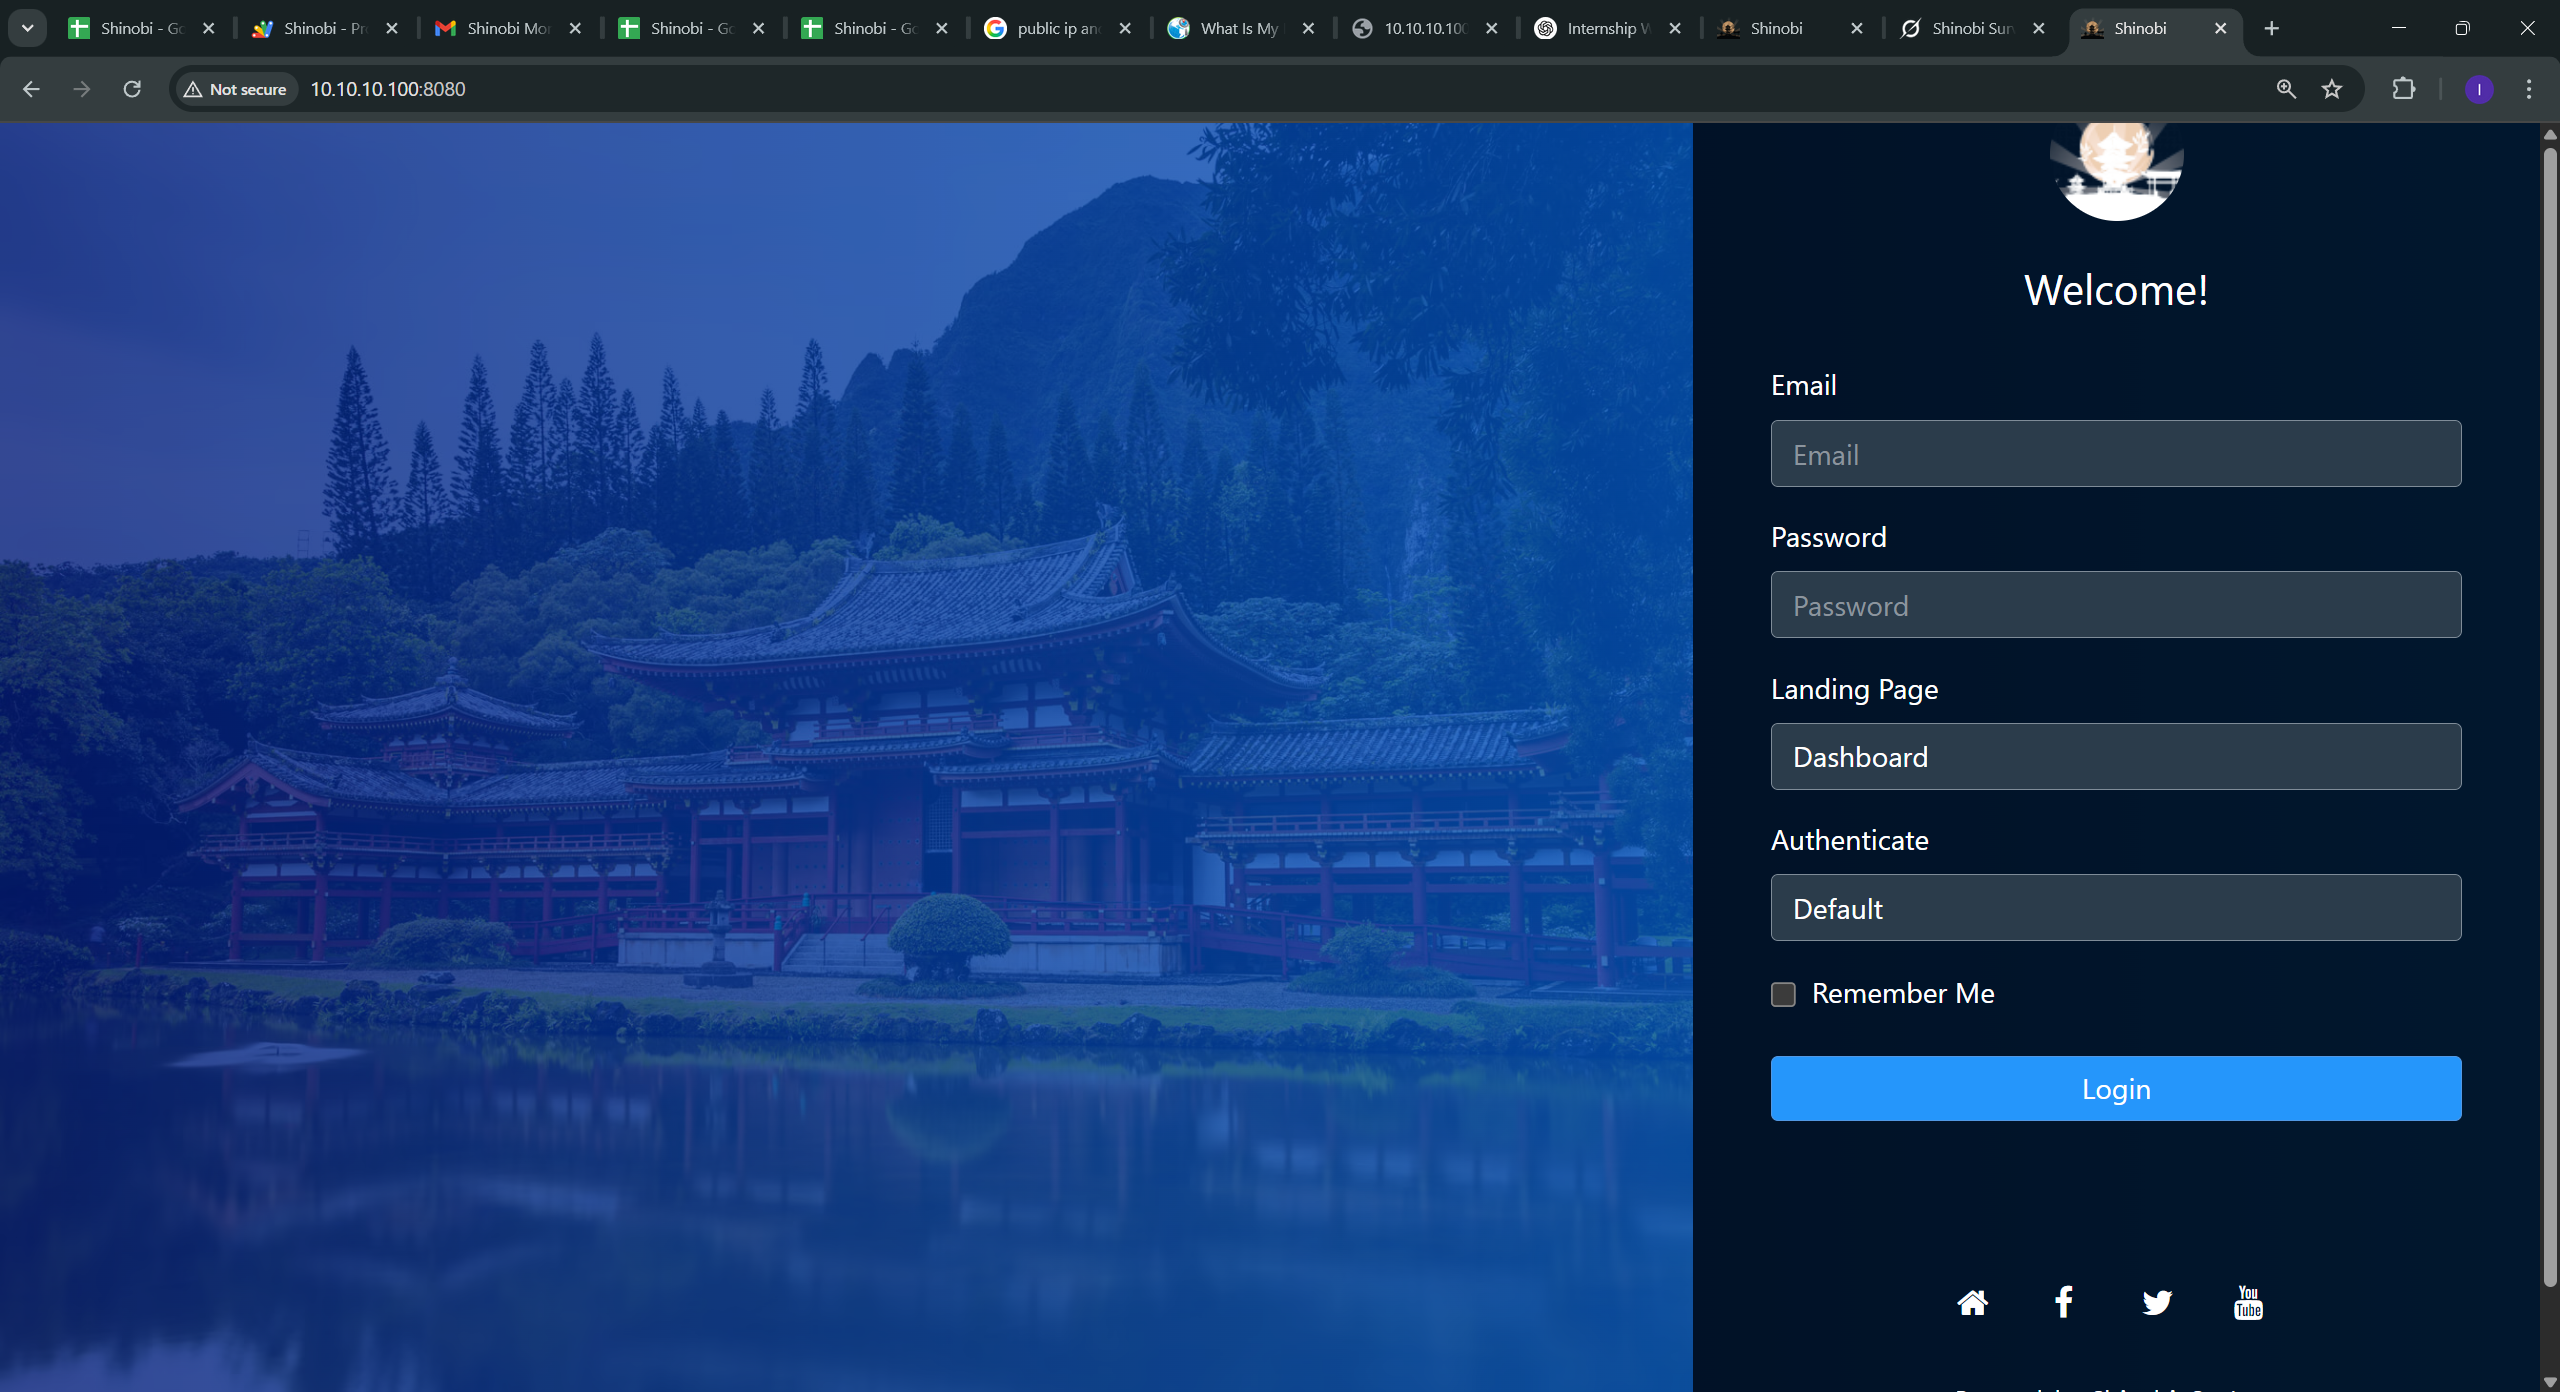 Shinobi - Go
Shinobi - Pr
Shinobi Mor
Shinobi - Go
Shinobi - Go
public ip an
What Is My
10.10.10.100
Internship W
Shinobi
Shinobi Sur
Shinobi
Not secure
10.10.10.100:8080
I
Welcome!
Email
Email
Password
Password
Landing Page
Dashboard
Authenticate
Default
Remember Me
Login
You
Tube